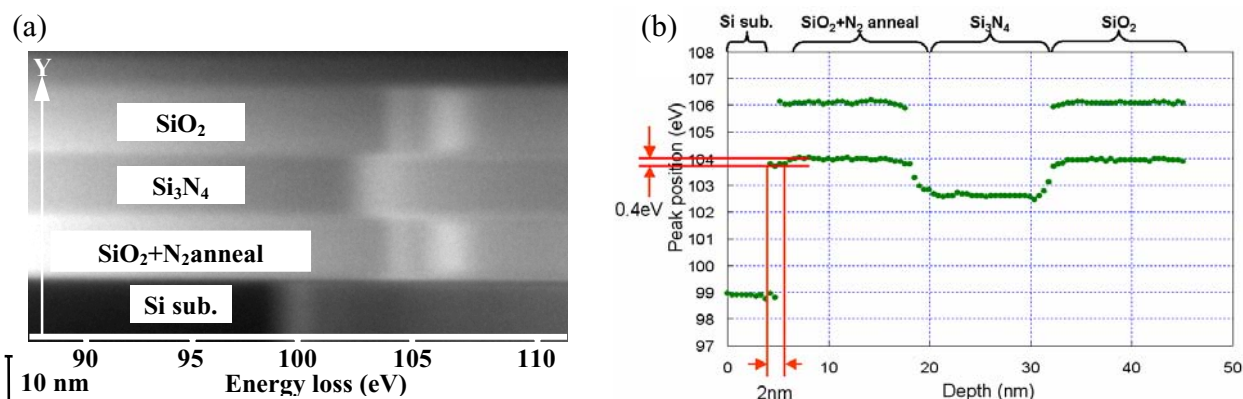 (a)
Y
SiO₂
Si₃N₄
SiO₂+N₂anneal
Si sub.
90 95 100 105 110
10 nm
Energy loss (eV)
(b)
Si sub. SiO₂+N₂ anneal Si₃N₄ SiO₂
108
107
106
105
104
103
102
101
100
99
98
97
Peak position (eV)
0.4eV
0 10 20 30 40 50
2nm
Depth (nm)